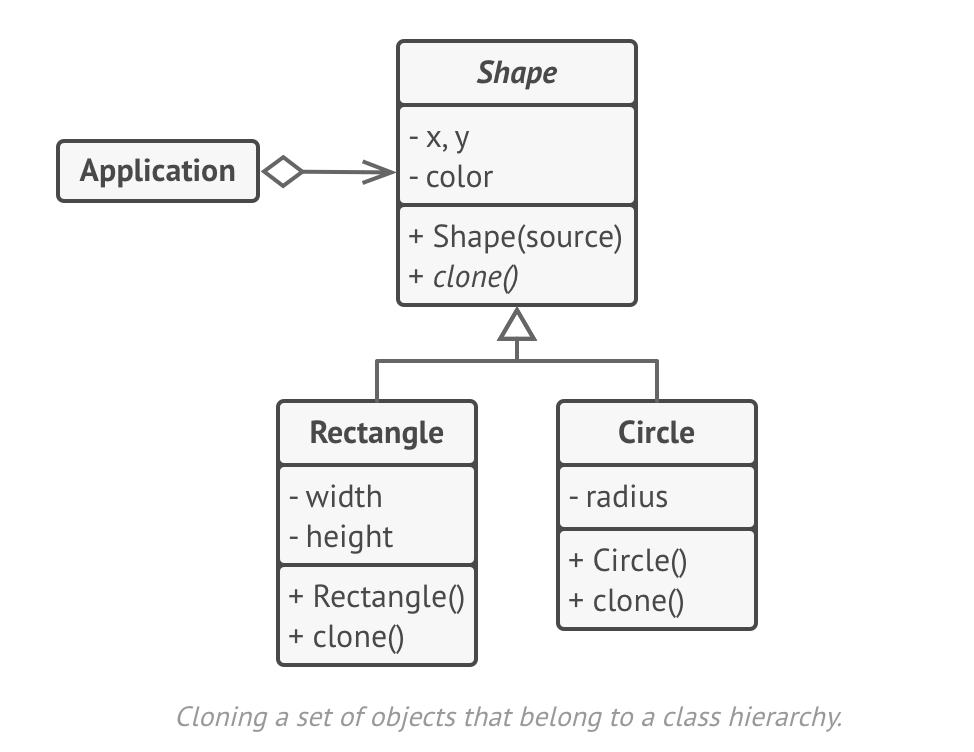 Shape
- x, y
- color
+ Shape(source)
+ clone()
Application
Rectangle
- width
- height
+ Rectangle()
+ clone()
Circle
- radius
+ Circle()
+ clone()
Cloning a set of objects that belong to a class hierarchy.